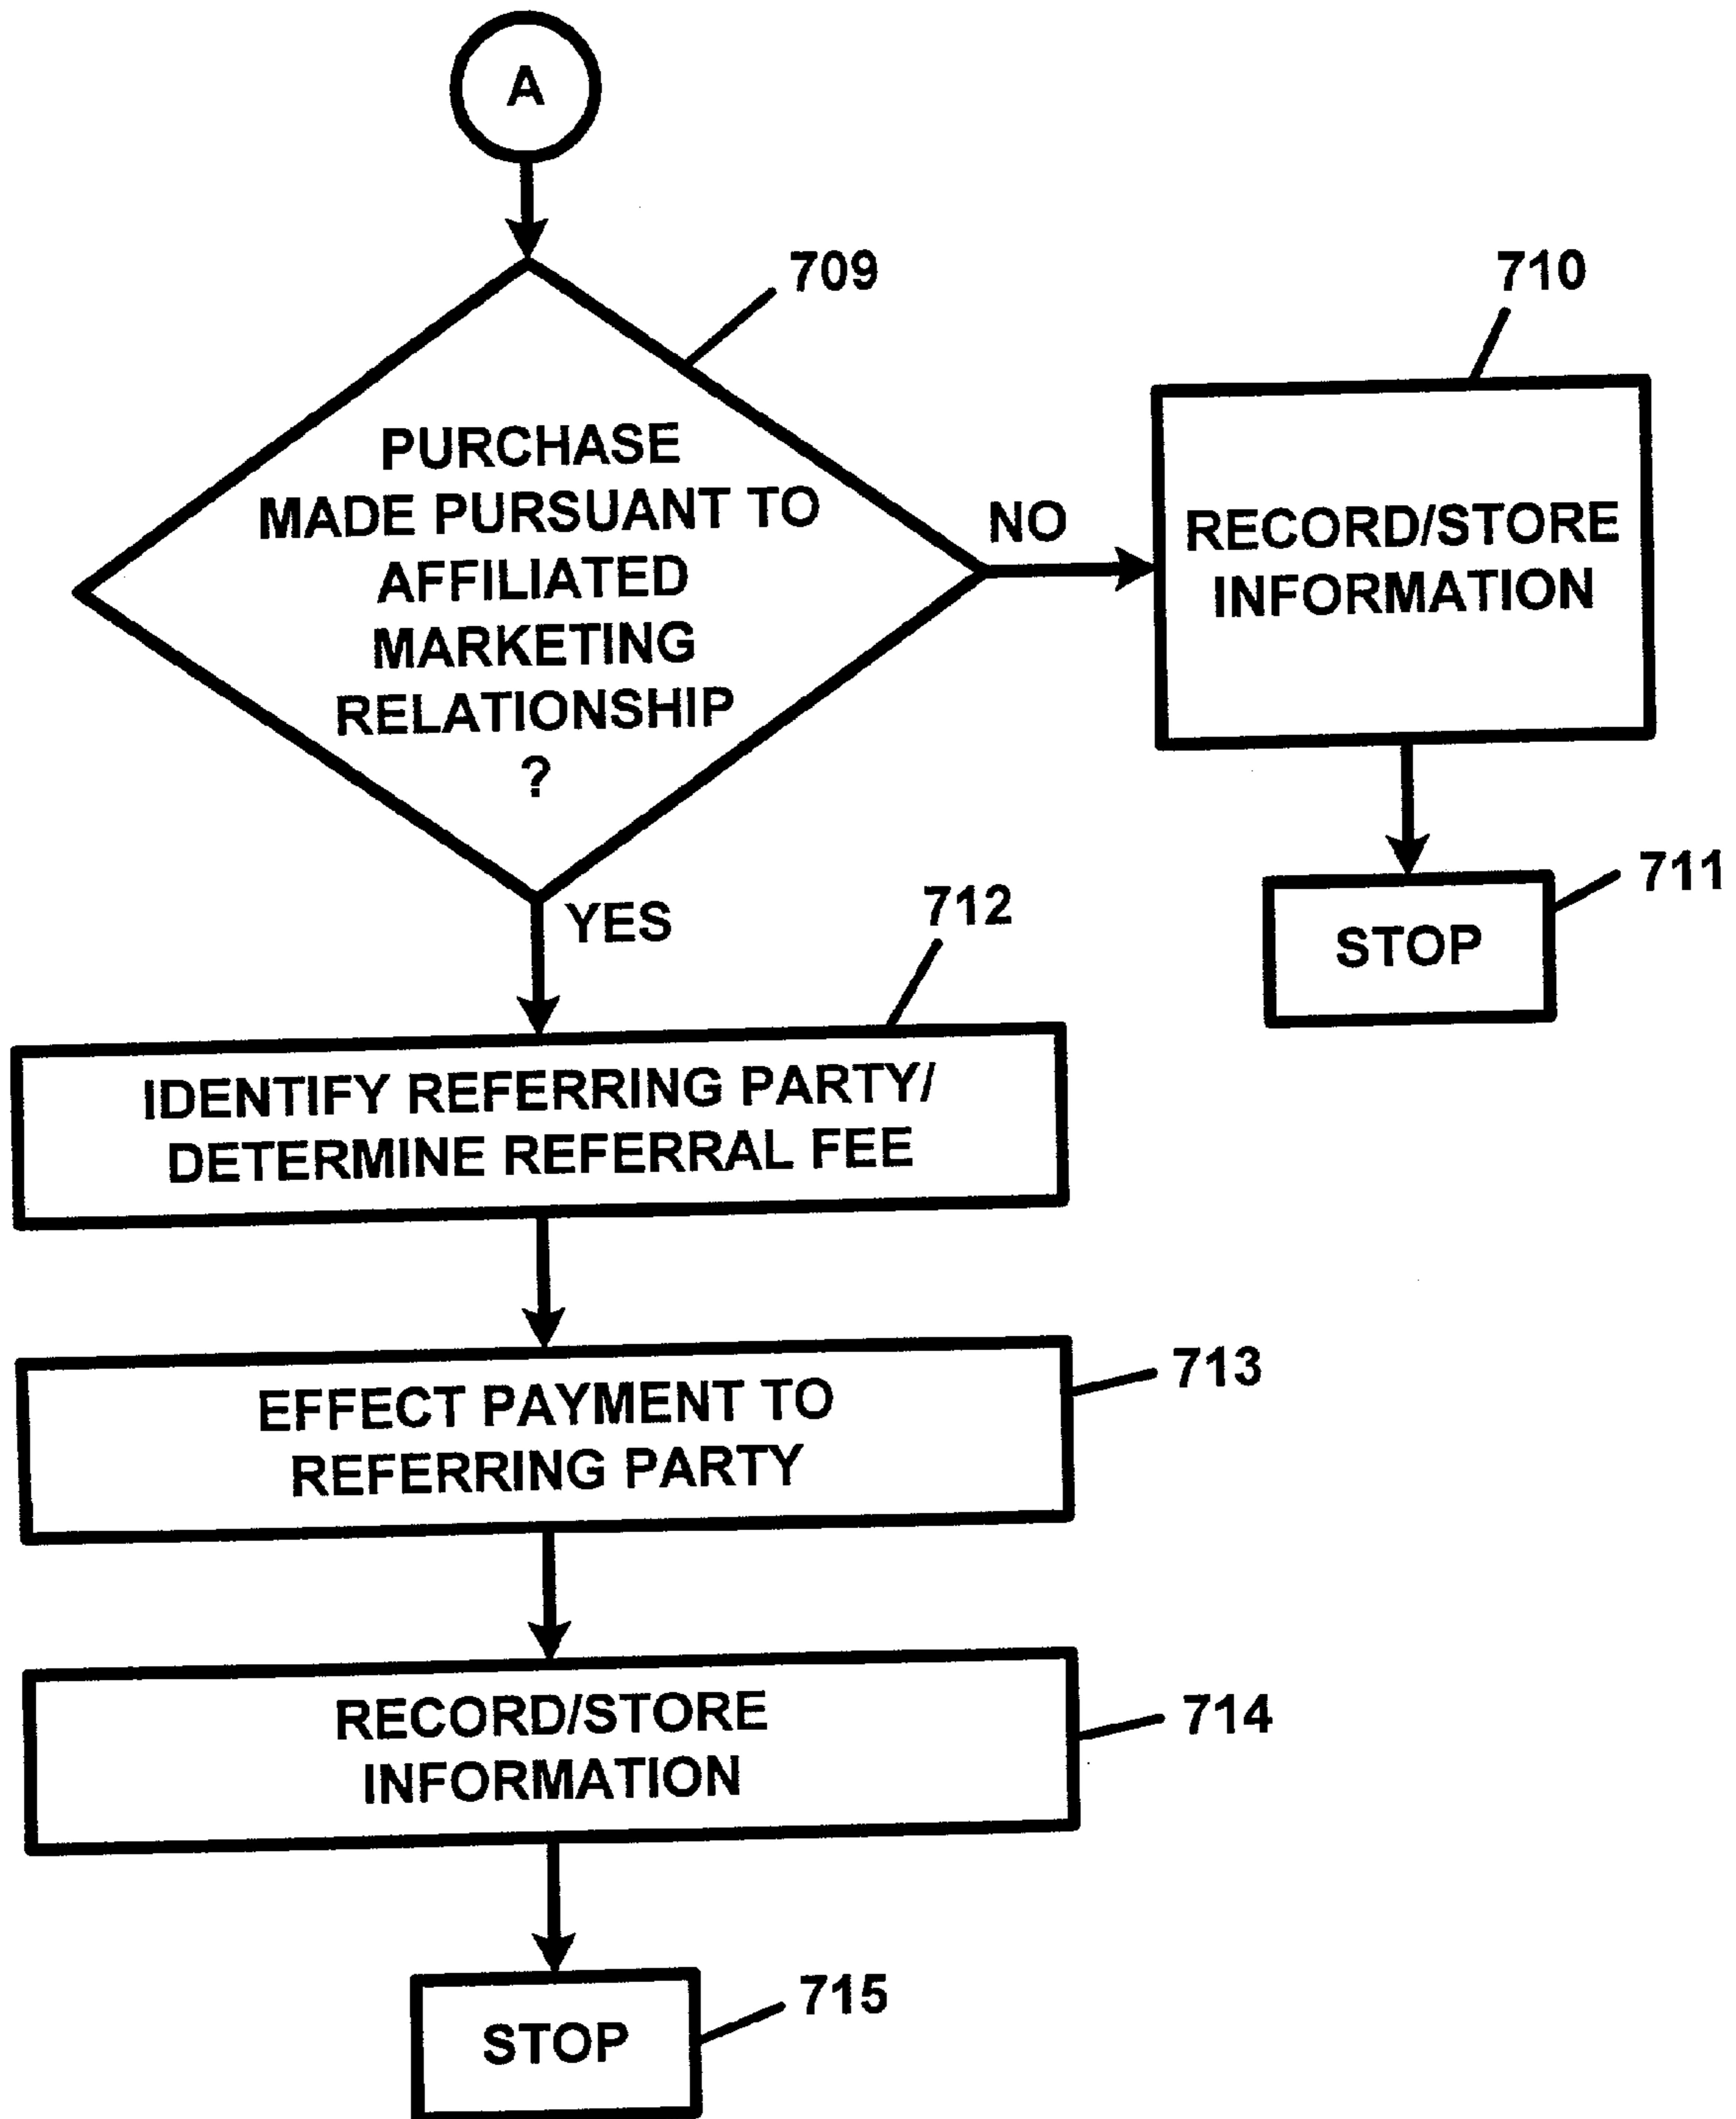 A
709
PURCHASE
MADE PURSUANT TO
AFFILIATED
MARKETING
RELATIONSHIP
?
NO
710
RECORD/STORE
INFORMATION
711
STOP
YES
712
IDENTIFY REFERRING PARTY/
DETERMINE REFERRAL FEE
713
EFFECT PAYMENT TO
REFERRING PARTY
714
RECORD/STORE
INFORMATION
715
STOP